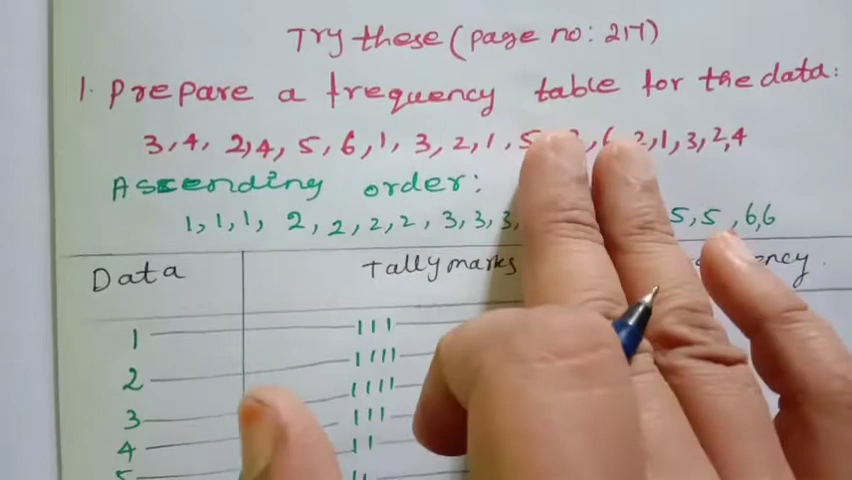 Try these (page no: 217)
1. Prepare a frequency table for the data:
3, 4, 2, 4, 5, 6, 1, 3, 2, 1, 5, 1, 3, 2, 4
Ascending order:
1, 1, 1, 2, 2, 2, 2, 3, 3, 3, 5, 5, 6, 6
Data Tally marks
1 |||
2 ||||
3 ||||
4 |||
5 ||